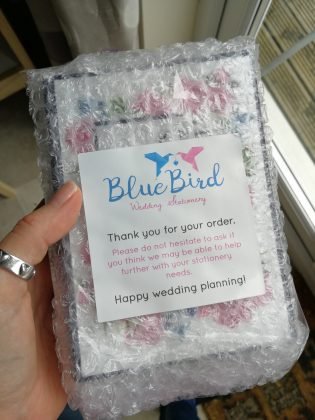 Blue Bird
Wedding Stationery
Thank you for your order.
Please do not hesitate to ask if
you think we may be able to help
further with your stationery
needs.
Happy wedding planning!